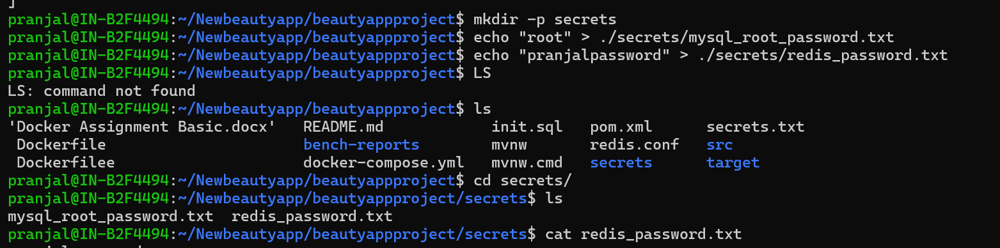 pranjal@IN-B2F4494:~/Newbeautyapp/beautyappproject$ mkdir -p secrets
pranjal@IN-B2F4494:~/Newbeautyapp/beautyappproject$ echo "root" > ./secrets/mysql_root_password.txt
pranjal@IN-B2F4494:~/Newbeautyapp/beautyappproject$ echo "pranjalpassword" > ./secrets/redis_password.txt
pranjal@IN-B2F4494:~/Newbeautyapp/beautyappproject$ LS
LS: command not found
pranjal@IN-B2F4494:~/Newbeautyapp/beautyappproject$ ls
'Docker Assignment Basic.docx'   README.md            init.sql   pom.xml      secrets.txt
 Dockerfile                      bench-reports        mvnw       redis.conf   src
 Dockerfilee                     docker-compose.yml   mvnw.cmd   secrets      target
pranjal@IN-B2F4494:~/Newbeautyapp/beautyappproject$ cd secrets/
pranjal@IN-B2F4494:~/Newbeautyapp/beautyappproject/secrets$ ls
mysql_root_password.txt  redis_password.txt
pranjal@IN-B2F4494:~/Newbeautyapp/beautyappproject/secrets$ cat redis_password.txt